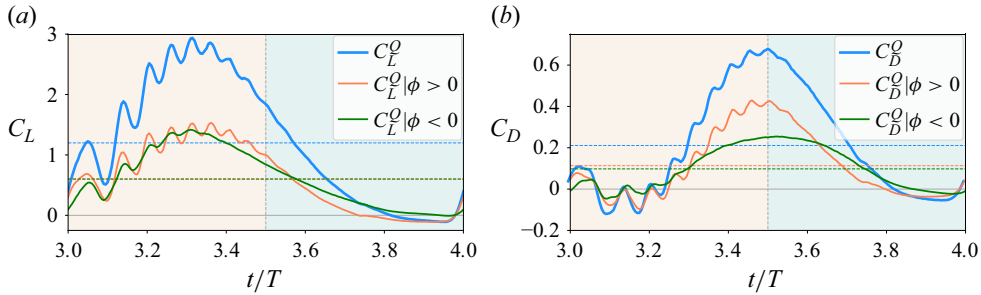 (a)
3
2
1
0
C_L
C_L^Q
C_L^Q|ϕ > 0
C_L^Q|ϕ < 0
3.0 3.2 3.4 3.6 3.8 4.0
t/T
(b)
0.6
0.4
0.2
0
−0.2
C_D
C_D^Q
C_D^Q|ϕ > 0
C_D^Q|ϕ < 0
3.0 3.2 3.4 3.6 3.8 4.0
t/T